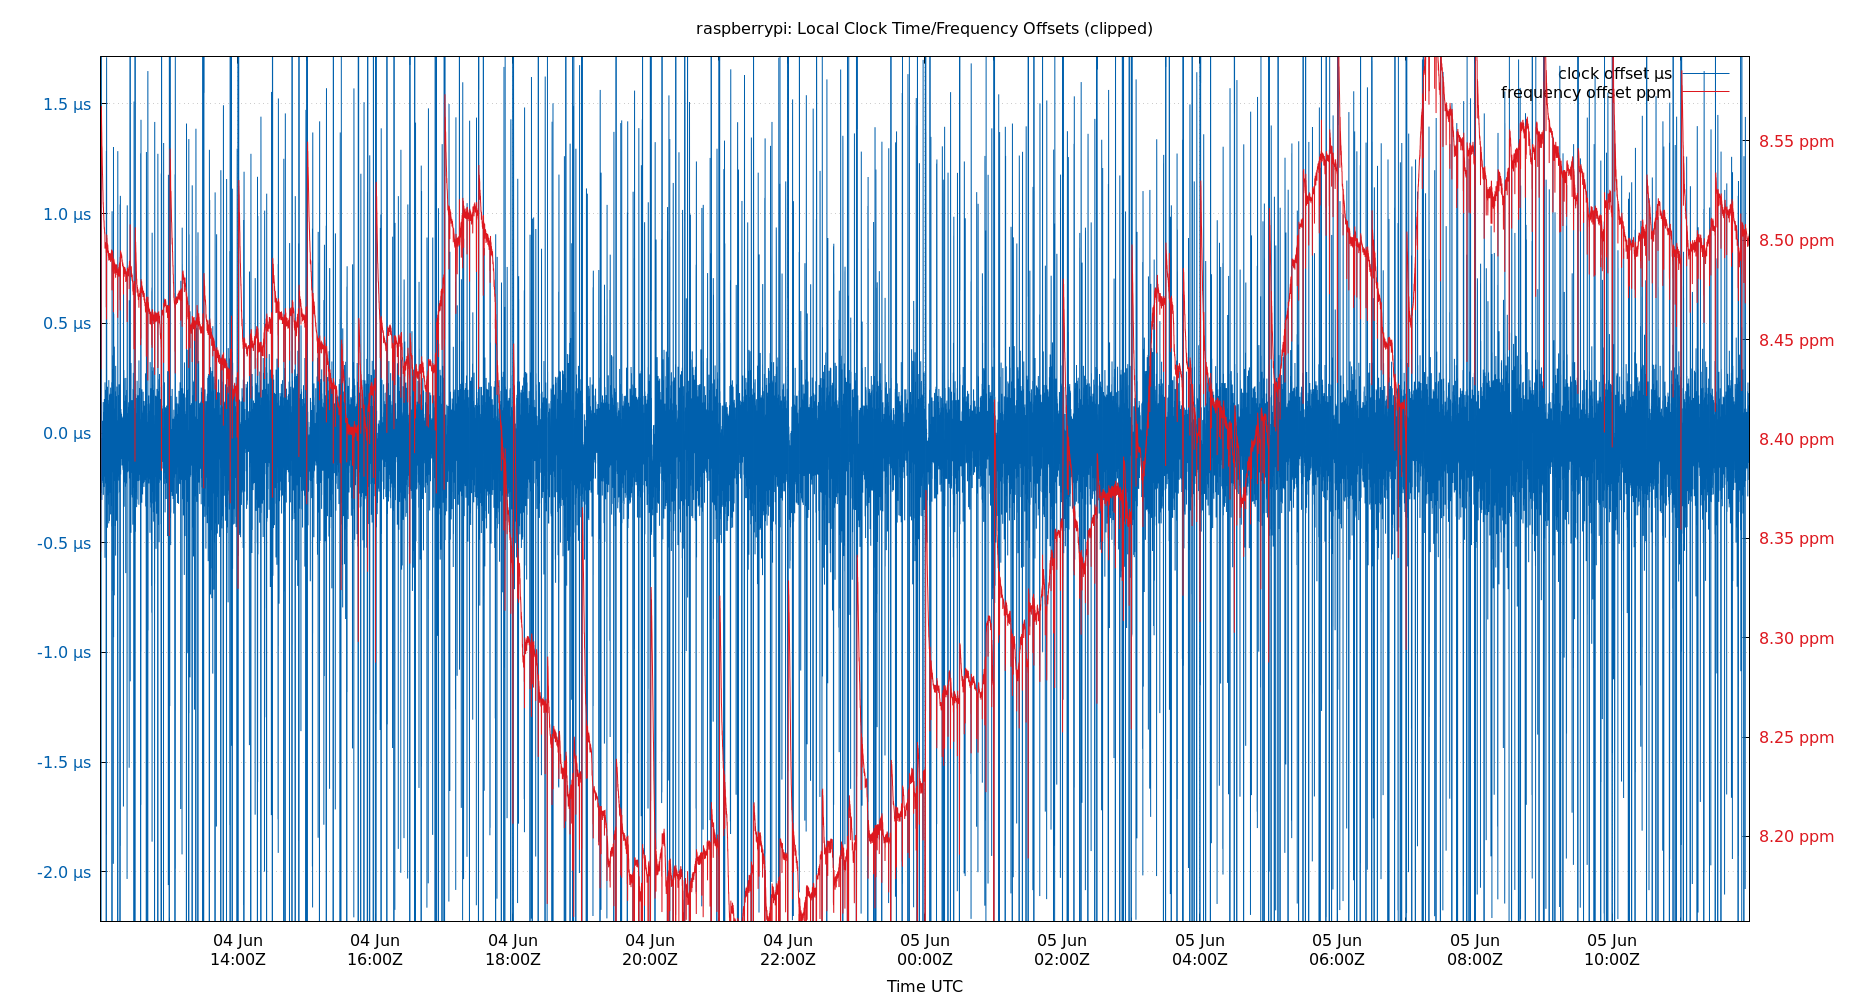 raspberrypi: Local Clock Time/Frequency Offsets (clipped)
clock offset µs
frequency offset ppm
1.5 µs
1.0 µs
0.5 µs
0.0 µs
-0.5 µs
-1.0 µs
-1.5 µs
-2.0 µs
8.55 ppm
8.50 ppm
8.45 ppm
8.40 ppm
8.35 ppm
8.30 ppm
8.25 ppm
8.20 ppm
04 Jun 04 Jun 04 Jun 04 Jun 04 Jun 05 Jun 05 Jun 05 Jun 05 Jun 05 Jun 05 Jun
14:00Z 16:00Z 18:00Z 20:00Z 22:00Z 00:00Z 02:00Z 04:00Z 06:00Z 08:00Z 10:00Z
Time UTC